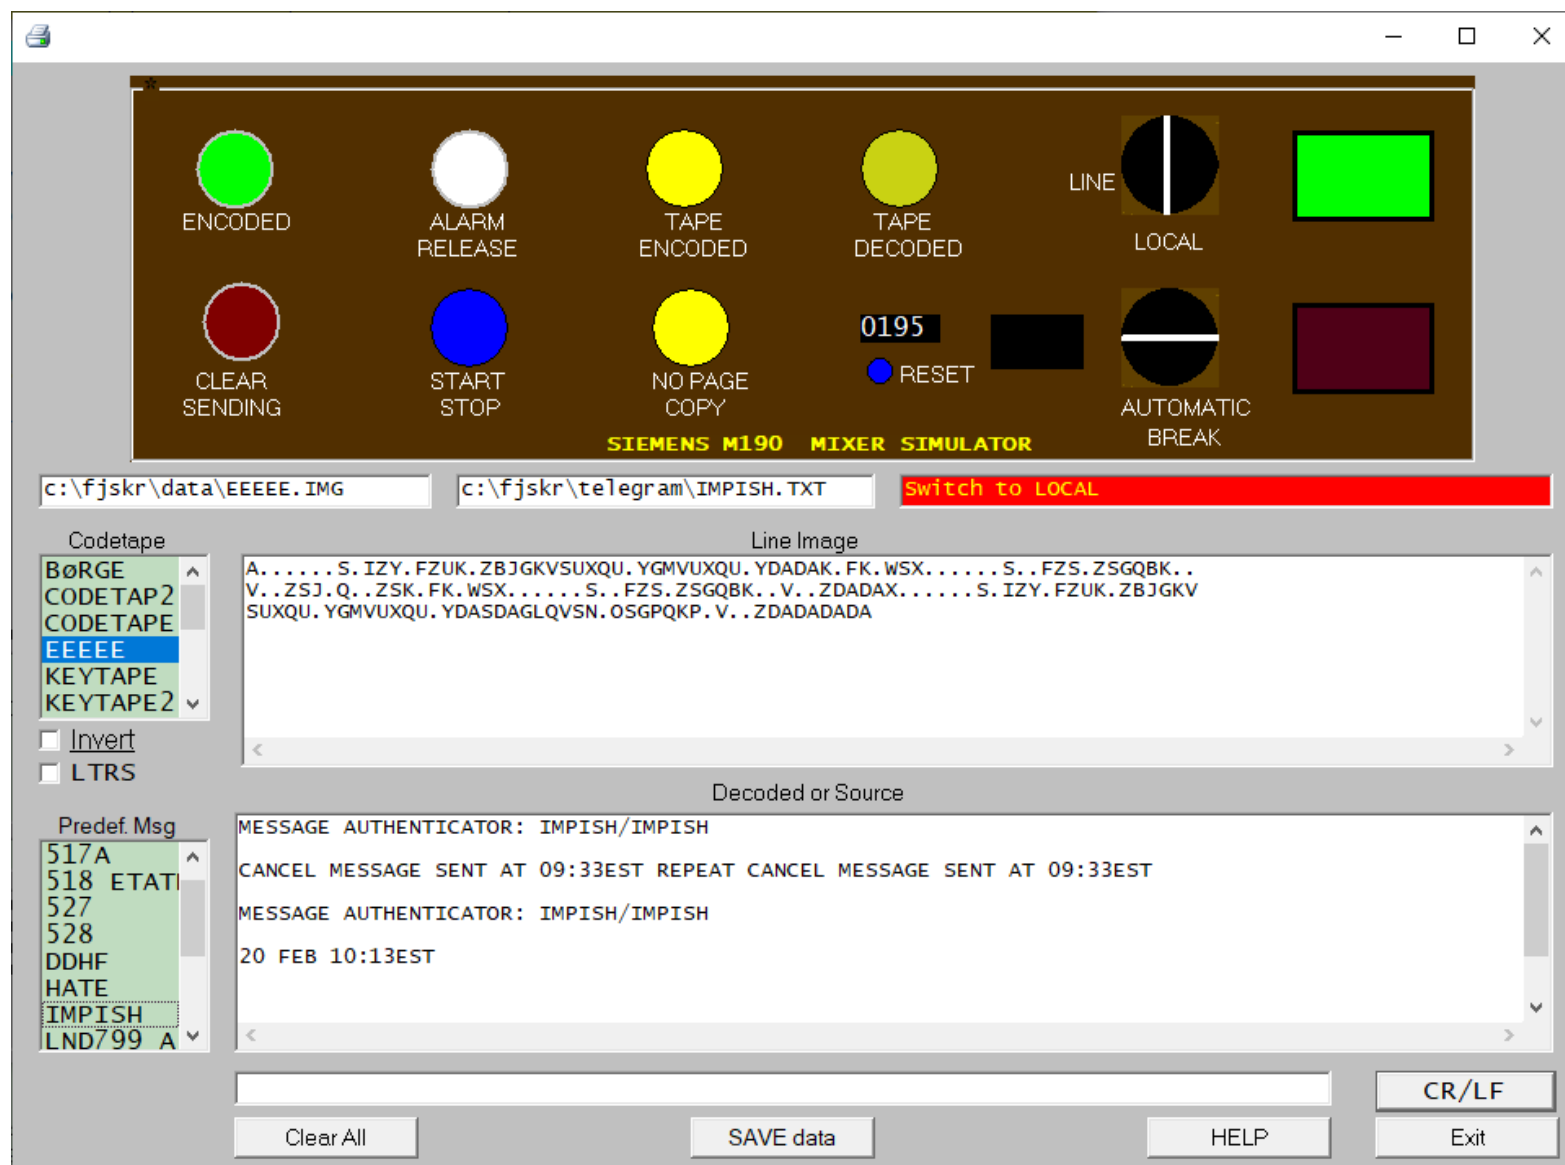 ENCODED
ALARM
RELEASE
TAPE
ENCODED
TAPE
DECODED
LINE
LOCAL
CLEAR
SENDING
START
STOP
NO PAGE
COPY
0195
RESET
AUTOMATIC
BREAK
SIEMENS M190 MIXER SIMULATOR
c:\fjskr\data\EEEEE.IMG
c:\fjskr\telegram\IMPISH.TXT
Switch to LOCAL
Codetape
BØRGE
CODETAP2
CODETAPE
EEEEE
KEYTAPE
KEYTAPE2
Invert
LTRS
Line Image
A......S.IZY.FZUK.ZBJGKVSUXQU.YGMVUXQU.YDADAK.FK.WSX......S..FZS.ZSGQBK..
V..ZSJ.Q..ZSK.FK.WSX......S..FZS.ZSGQBK..V..ZDADAX......S.IZY.FZUK.ZBJGKV
SUXQU.YGMVUXQU.YDASDAGLQVSN.OSGPQKP.V..ZDADADADA
Decoded or Source
MESSAGE AUTHENTICATOR: IMPISH/IMPISH
CANCEL MESSAGE SENT AT 09:33EST REPEAT CANCEL MESSAGE SENT AT 09:33EST
MESSAGE AUTHENTICATOR: IMPISH/IMPISH
20 FEB 10:13EST
Predef. Msg
517A
518 ETAT
527
528
DDHF
HATE
IMPISH
LND799 A
CR/LF
Clear All
SAVE data
HELP
Exit